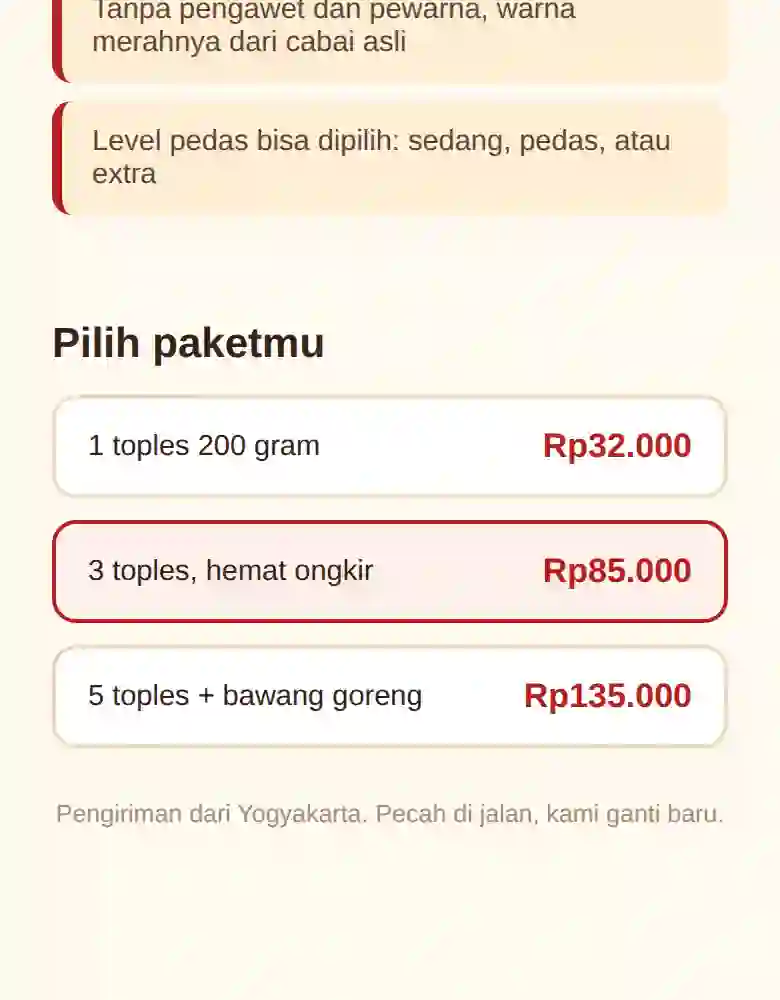 Tanpa pengawet dan pewarna, warna
merahnya dari cabai asli
Level pedas bisa dipilih: sedang, pedas, atau
extra
Pilih paketmu
1 toples 200 gram
Rp32.000
3 toples, hemat ongkir
Rp85.000
5 toples + bawang goreng
Rp135.000
Pengiriman dari Yogyakarta. Pecah di jalan, kami ganti baru.